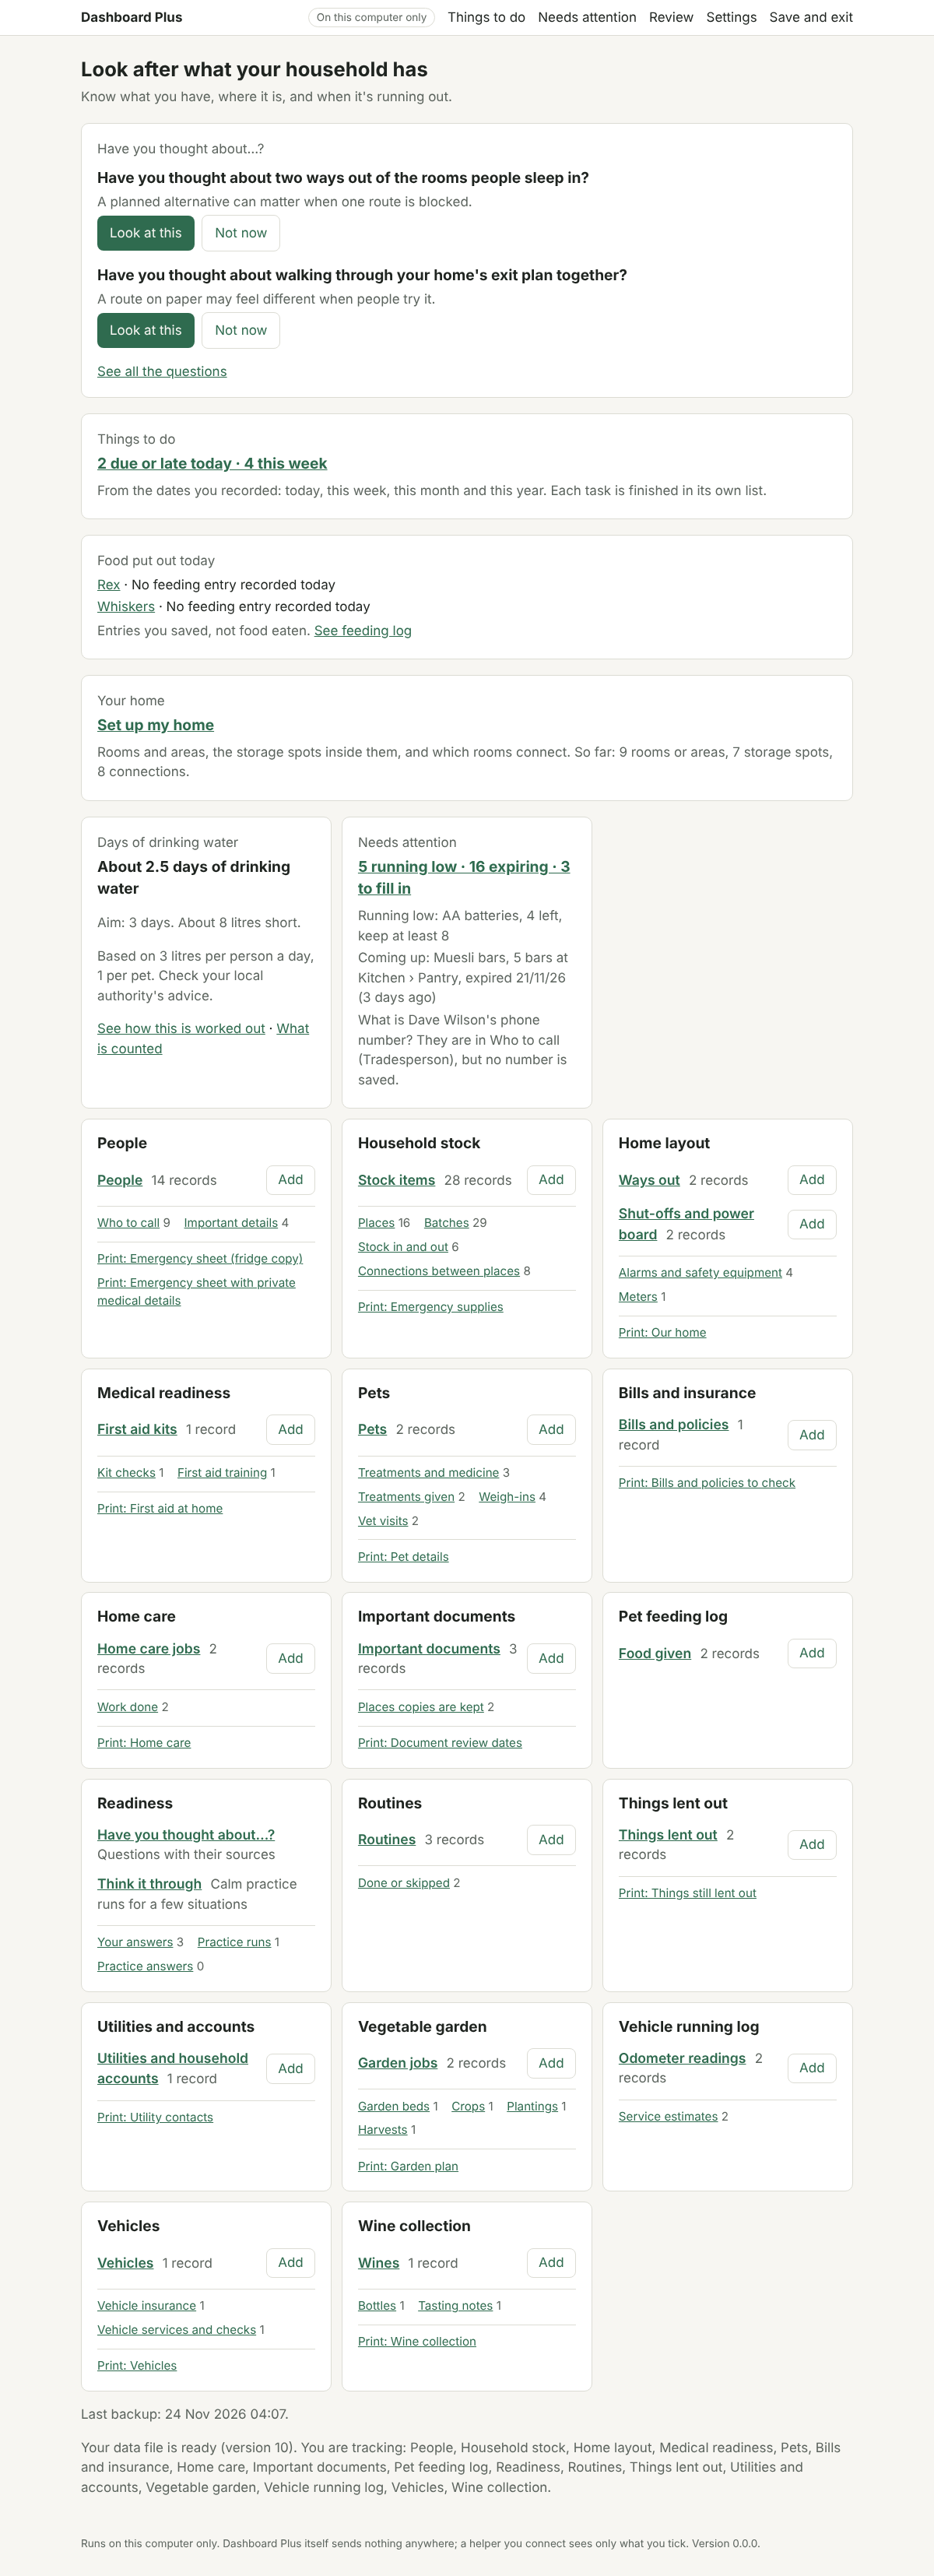 Dashboard Plus
On this computer only
Things to do
Needs attention
Review
Settings
Save and exit
Look after what your household has
Know what you have, where it is, and when it's running out.
Have you thought about...?
Have you thought about two ways out of the rooms people sleep in?
A planned alternative can matter when one route is blocked.
Look at this
Not now
Have you thought about walking through your home's exit plan together?
A route on paper may feel different when people try it.
Look at this
Not now
See all the questions
Things to do
2 due or late today · 4 this week
From the dates you recorded: today, this week, this month and this year. Each task is finished in its own list.
Food put out today
Rex · No feeding entry recorded today
Whiskers · No feeding entry recorded today
Entries you saved, not food eaten. See feeding log
Your home
Set up my home
Rooms and areas, the storage spots inside them, and which rooms connect. So far: 9 rooms or areas, 7 storage spots,
8 connections.
Days of drinking water
About 2.5 days of drinking
water
Aim: 3 days. About 8 litres short.
Based on 3 litres per person a day,
1 per pet. Check your local
authority's advice.
See how this is worked out · What
is counted
Needs attention
5 running low · 16 expiring · 3
to fill in
Running low: AA batteries, 4 left,
keep at least 8
Coming up: Muesli bars, 5 bars at
Kitchen › Pantry, expired 21/11/26
(3 days ago)
What is Dave Wilson's phone
number? They are in Who to call
(Tradesperson), but no number is
saved.
People
People 14 records
Add
Who to call 9 Important details 4
Print: Emergency sheet (fridge copy)
Print: Emergency sheet with private
medical details
Household stock
Stock items 28 records
Add
Places 16 Batches 29
Stock in and out 6
Connections between places 8
Print: Emergency supplies
Home layout
Ways out 2 records
Add
Shut-offs and power
board 2 records
Add
Alarms and safety equipment 4
Meters 1
Print: Our home
Medical readiness
First aid kits 1 record
Add
Kit checks 1 First aid training 1
Print: First aid at home
Pets
Pets 2 records
Add
Treatments and medicine 3
Treatments given 2 Weigh-ins 4
Vet visits 2
Print: Pet details
Bills and insurance
Bills and policies 1
record
Add
Print: Bills and policies to check
Home care
Home care jobs 2
records
Add
Work done 2
Print: Home care
Important documents
Important documents 3
records
Add
Places copies are kept 2
Print: Document review dates
Pet feeding log
Food given 2 records
Add
Readiness
Have you thought about...?
Questions with their sources
Think it through Calm practice
runs for a few situations
Your answers 3 Practice runs 1
Practice answers 0
Routines
Routines 3 records
Add
Done or skipped 2
Things lent out
Things lent out 2
records
Add
Print: Things still lent out
Utilities and accounts
Utilities and household
accounts 1 record
Add
Print: Utility contacts
Vegetable garden
Garden jobs 2 records
Add
Garden beds 1 Crops 1 Plantings 1
Harvests 1
Print: Garden plan
Vehicle running log
Odometer readings 2
records
Add
Service estimates 2
Vehicles
Vehicles 1 record
Add
Vehicle insurance 1
Vehicle services and checks 1
Print: Vehicles
Wine collection
Wines 1 record
Add
Bottles 1 Tasting notes 1
Print: Wine collection
Last backup: 24 Nov 2026 04:07.
Your data file is ready (version 10). You are tracking: People, Household stock, Home layout, Medical readiness, Pets, Bills
and insurance, Home care, Important documents, Pet feeding log, Readiness, Routines, Things lent out, Utilities and
accounts, Vegetable garden, Vehicle running log, Vehicles, Wine collection.
Runs on this computer only. Dashboard Plus itself sends nothing anywhere; a helper you connect sees only what you tick. Version 0.0.0.